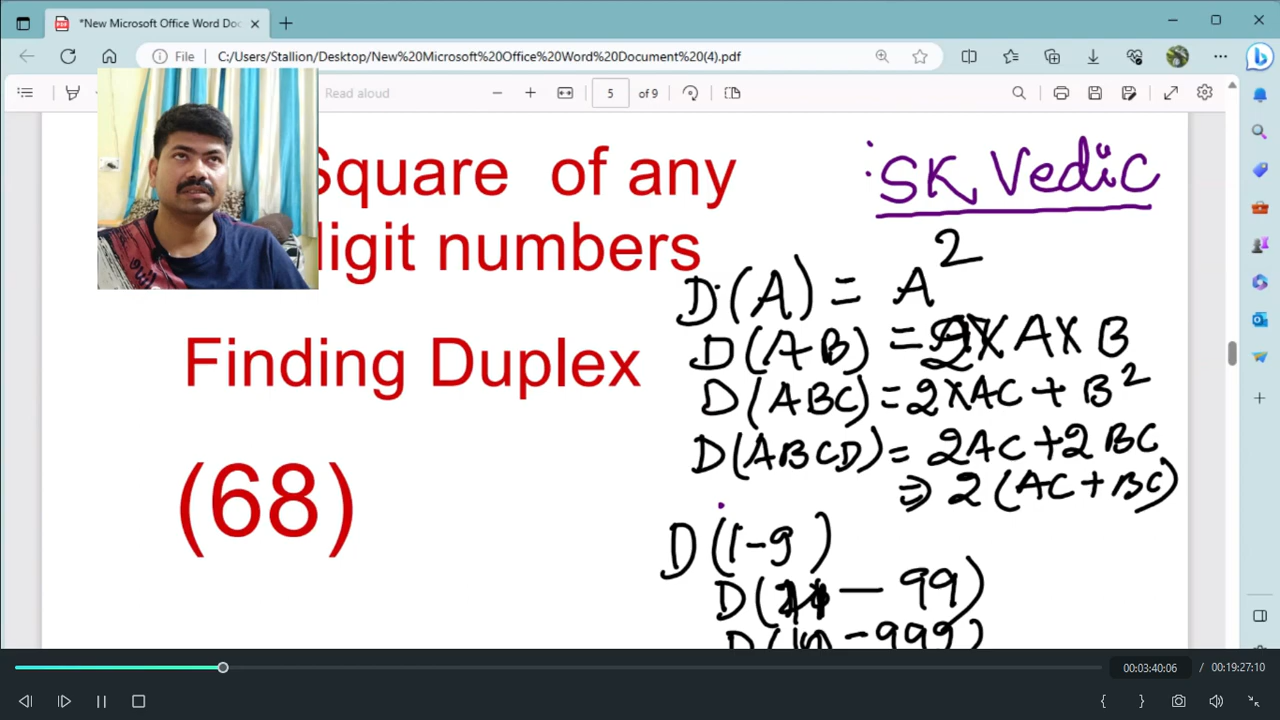 *New Microsoft Office Word Doc
File C:/Users/Stallion/Desktop/New%20Microsoft%20Office%20Word%20Document%20(4).pdf
Read aloud
5 of 9
Square of any
digit numbers
Finding Duplex
(68)
SK Vedic
D(A) = A²
D(AB) = 2×A×B
D(ABC) = 2×AC + B²
D(ABCD) = 2AC + 2BC
⇒ 2(AC+BC)
D(1-9)
D( — 99)
-999)
00:03:40:06 / 00:19:27:10